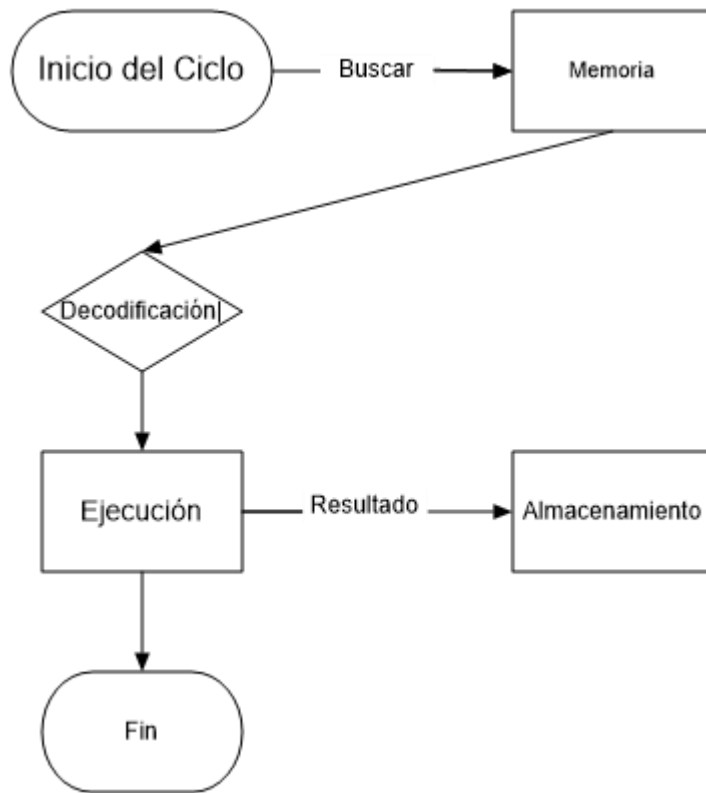 Inicio del Ciclo
Buscar
Memoria
Decodificación
Ejecución
Resultado
Almacenamiento
Fin